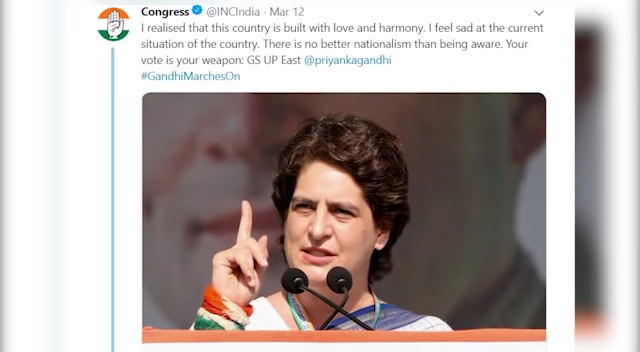 Congress @INCIndia · Mar 12
I realised that this country is built with love and harmony. I feel sad at the current
situation of the country. There is no better nationalism than being aware. Your
vote is your weapon: GS UP East @priyankagandhi
#GandhiMarchesOn